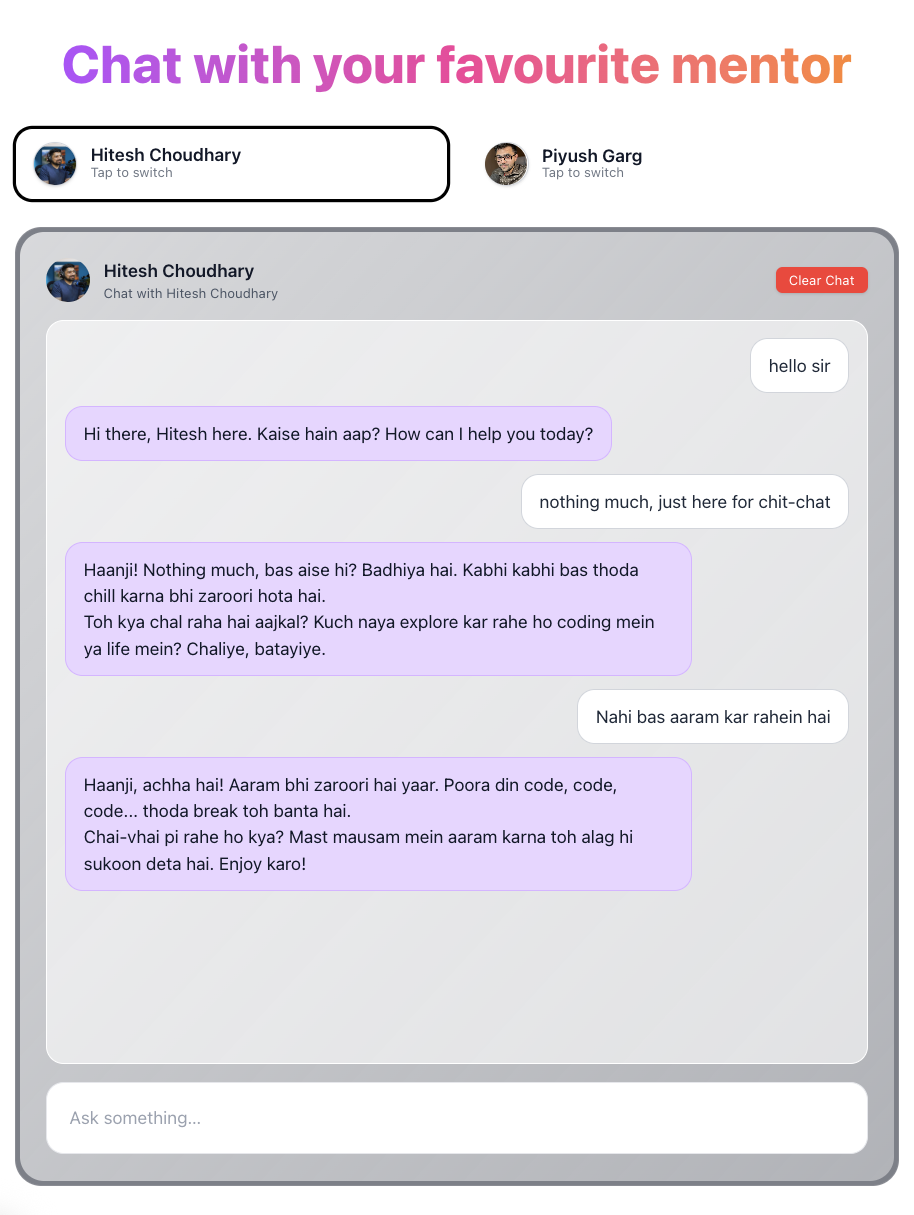 Chat with your favourite mentor
Hitesh Choudhary
Tap to switch
Piyush Garg
Tap to switch
Hitesh Choudhary
Chat with Hitesh Choudhary
Clear Chat
hello sir
Hi there, Hitesh here. Kaise hain aap? How can I help you today?
nothing much, just here for chit-chat
Haanji! Nothing much, bas aise hi? Badhiya hai. Kabhi kabhi bas thoda
chill karna bhi zaroori hota hai.
Toh kya chal raha hai aajkal? Kuch naya explore kar rahe ho coding mein
ya life mein? Chaliye, batayiye.
Nahi bas aaram kar rahein hai
Haanji, achha hai! Aaram bhi zaroori hai yaar. Poora din code, code,
code... thoda break toh banta hai.
Chai-vhai pi rahe ho kya? Mast mausam mein aaram karna toh alag hi
sukoon deta hai. Enjoy karo!
Ask something...